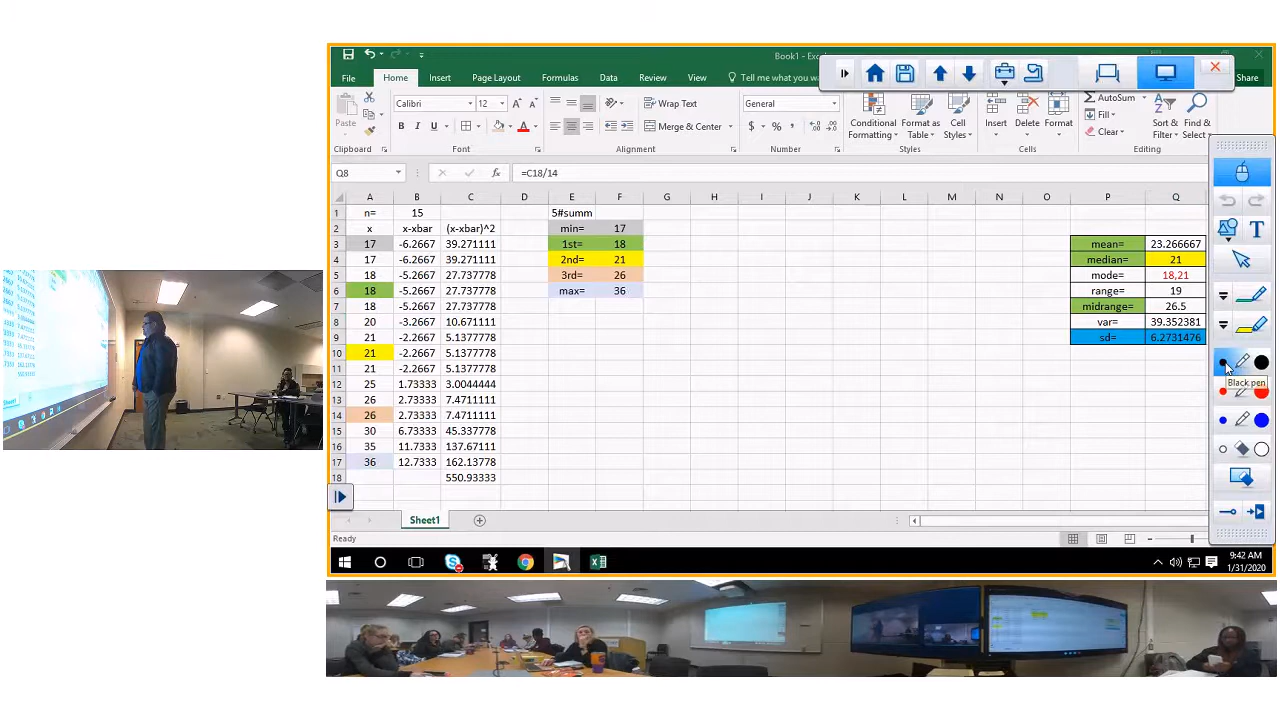 Book1 - Exc
File Home Insert Page Layout Formulas Data Review View Tell me what you wa Share
Calibri 12 Wrap Text General AutoSum
Paste B I U Merge & Center $ % , Conditional Formatting Format as Table Cell Styles Insert Delete Format Fill Clear Sort & Filter Find & Select
Clipboard Font Alignment Number Styles Cells Editing
Q8 fx =C18/14
A B C D E F G H I J K L M N O P Q
1 n= 15 5#summ
2 x x-xbar (x-xbar)^2 min= 17
3 17 -6.2667 39.271111 1st= 18 mean= 23.266667
4 17 -6.2667 39.271111 2nd= 21 median= 21
5 18 -5.2667 27.737778 3rd= 26 mode= 18,21
6 18 -5.2667 27.737778 max= 36 range= 19
7 18 -5.2667 27.737778 midrange= 26.5
8 20 -3.2667 10.671111 var= 39.352381
9 21 -2.2667 5.1377778 sd= 6.2731476
10 21 -2.2667 5.1377778
11 21 -2.2667 5.1377778
12 25 1.73333 3.0044444
13 26 2.73333 7.4711111
14 26 2.73333 7.4711111
15 30 6.73333 45.337778
16 35 11.7333 137.67111
17 36 12.7333 162.13778
18 550.93333
Black pen
Sheet1
Ready
9:42 AM
1/31/2020